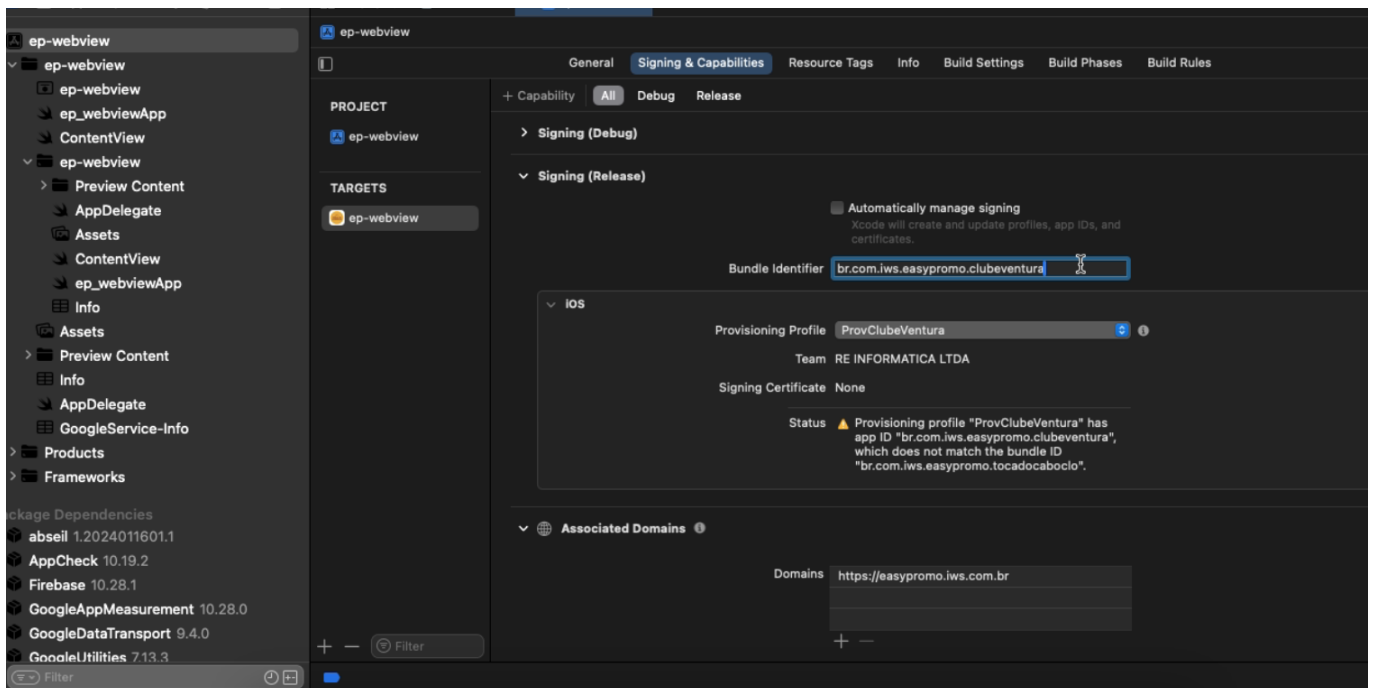 ep-webview
ep-webview
ep-webview
ep_webviewApp
ContentView
ep-webview
Preview Content
AppDelegate
Assets
ContentView
ep_webviewApp
Info
Assets
Preview Content
Info
AppDelegate
GoogleService-Info
Products
Frameworks
ackage Dependencies
abseil 1.2024011601.1
AppCheck 10.19.2
Firebase 10.28.1
GoogleAppMeasurement 10.28.0
GoogleDataTransport 9.4.0
GoogleUtilities 7.13.3
Filter
ep-webview
General Signing & Capabilities Resource Tags Info Build Settings Build Phases Build Rules
PROJECT
ep-webview
TARGETS
ep-webview
+ — Filter
+ Capability All Debug Release
Signing (Debug)
Signing (Release)
Automatically manage signing
Xcode will create and update profiles, app IDs, and
certificates.
Bundle Identifier br.com.iws.easypromo.clubeventura
iOS
Provisioning Profile ProvClubeVentura
Team RE INFORMATICA LTDA
Signing Certificate None
Status Provisioning profile "ProvClubeVentura" has
app ID "br.com.iws.easypromo.clubeventura",
which does not match the bundle ID
"br.com.iws.easypromo.tocadocaboclo".
Associated Domains
Domains https://easypromo.iws.com.br
+ —